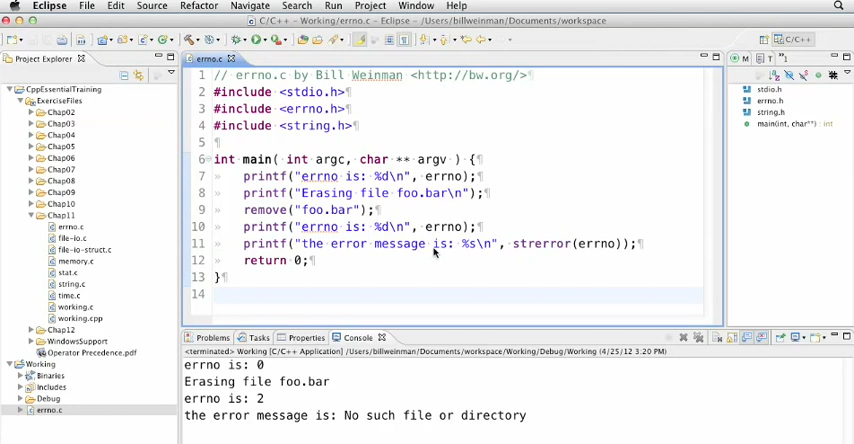 Eclipse File Edit Source Refactor Navigate Search Project Run Window Help
C/C++ - Working/errno.c - Eclipse - /Users/billweinman/Documents/workspace
C/C++
Project Explorer
CppEssentialTraining
ExerciseFiles
Chap02
Chap03
Chap04
Chap05
Chap06
Chap07
Chap08
Chap09
Chap10
Chap11
errno.c
file-io.c
file-io-struct.c
memory.c
stat.c
string.c
time.c
working.c
working.cpp
Chap12
WindowsSupport
Operator Precedence.pdf
Working
Binaries
Includes
Debug
errno.c
errno.c
1 // errno.c by Bill Weinman <http://bw.org/>
2 #include <stdio.h>
3 #include <errno.h>
4 #include <string.h>
5
6 int main( int argc, char ** argv ) {
7 printf("errno is: %d\n", errno);
8 printf("Erasing file foo.bar\n");
9 remove("foo.bar");
10 printf("errno is: %d\n", errno);
11 printf("the error message is: %s\n", strerror(errno));
12 return 0;
13 }
14
M T 1
stdio.h
errno.h
string.h
main(int, char**) : int
Problems Tasks Properties Console
<terminated> Working [C/C++ Application] /Users/billweinman/Documents/workspace/Working/Debug/Working (4/25/12 3:20 PM)
errno is: 0
Erasing file foo.bar
errno is: 2
the error message is: No such file or directory